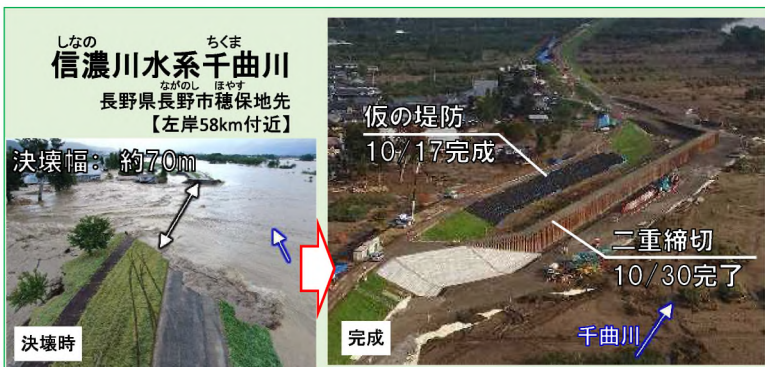 しなの ちくま
信濃川水系千曲川
ながのし ほやす
長野県長野市穂保地先
【左岸58km付近】
決壊幅： 約70m
決壊時
仮の堤防
10/17完成
二重締切
10/30完了
千曲川
完成